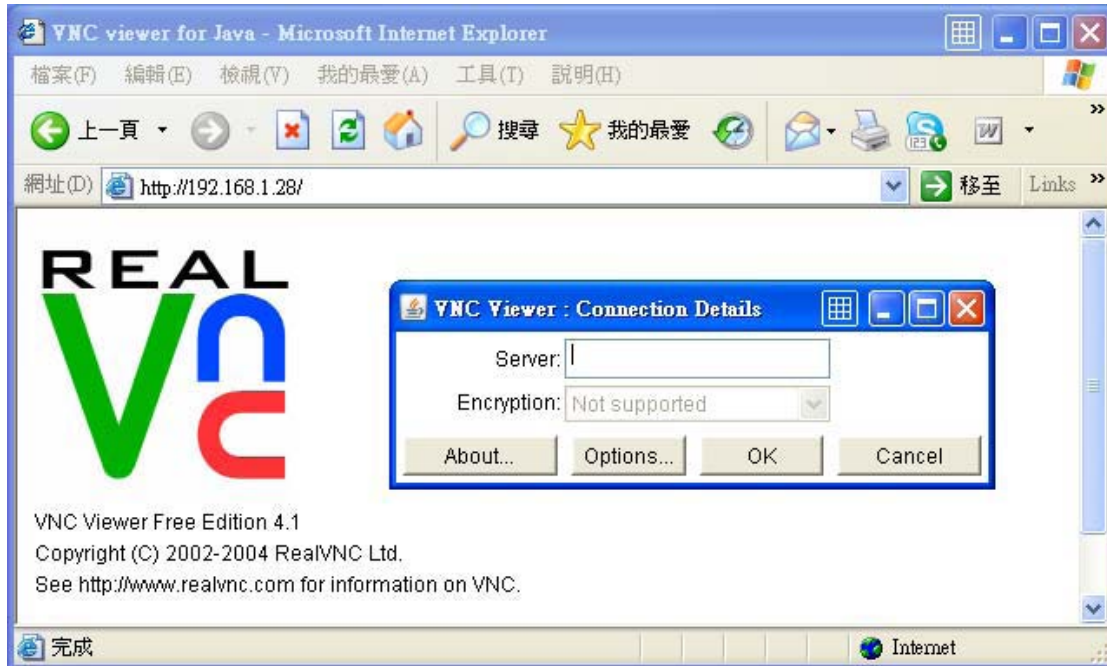 VNC viewer for Java - Microsoft Internet Explorer
檔案(F) 編輯(E) 檢視(V) 我的最愛(A) 工具(T) 說明(H)
上一頁 搜尋 我的最愛
網址(D) http://192.168.1.28/ 移至 Links
REAL
Vnc
VNC Viewer : Connection Details
Server:
Encryption: Not supported
About... Options... OK Cancel
VNC Viewer Free Edition 4.1
Copyright (C) 2002-2004 RealVNC Ltd.
See http://www.realvnc.com for information on VNC.
完成 Internet